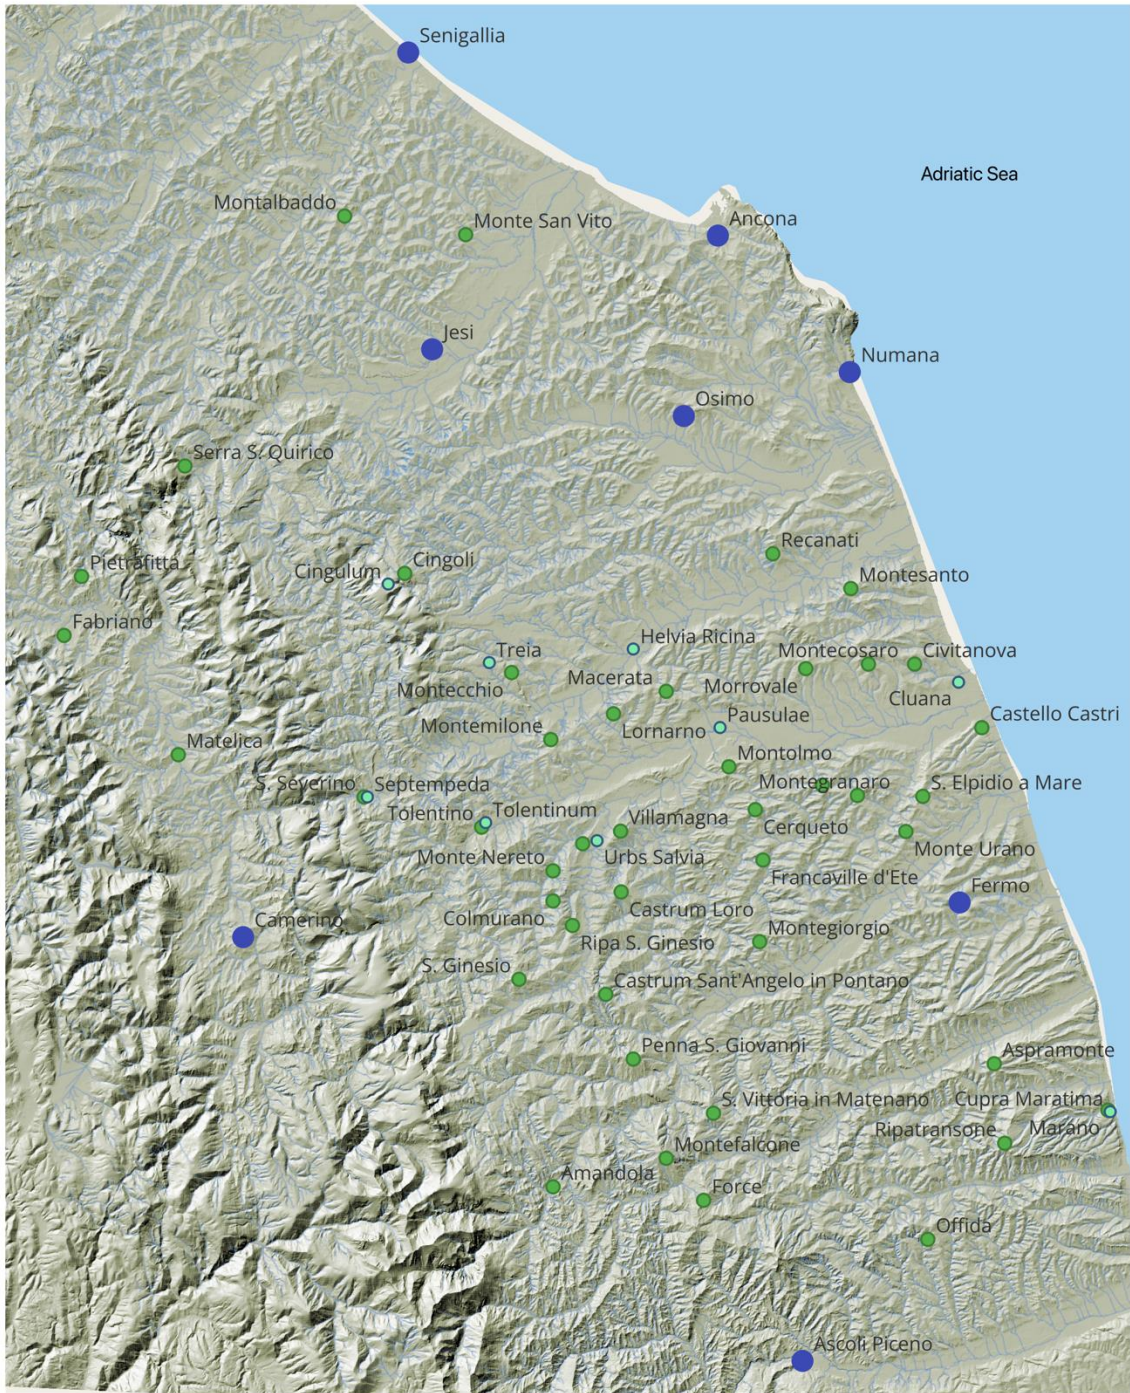 Senigallia
Adriatic Sea
Montalbaddo
Monte San Vito
Ancona
Jesi
Numana
Osimo
Serra S. Quirico
Recanati
Pietrafitta
Cingulum
Cingoli
Montesanto
Fabriano
Treia
Helvia Ricina
Montecosaro
Civitanova
Montecchio
Macerata
Morrovale
Cluana
Montemilone
Lornarno
Pausulae
Castello Castri
Matelica
Montolmo
S. Severino
Septempeda
Montegranaro
S. Elpidio a Mare
Tolentino
Tolentinum
Villamagna
Cerqueto
Monte Nereto
Urbs Salvia
Monte Urano
Francaville d'Ete
Fermo
Colmurano
Castrum Loro
Camerino
Ripa S. Ginesio
Montegiorgio
S. Ginesio
Castrum Sant'Angelo in Pontano
Penna S. Giovanni
Aspramonte
S. Vittoria in Matenano
Cupra Maratima
Ripatransone
Marano
Montefalcone
Amandola
Force
Offida
Ascoli Piceno